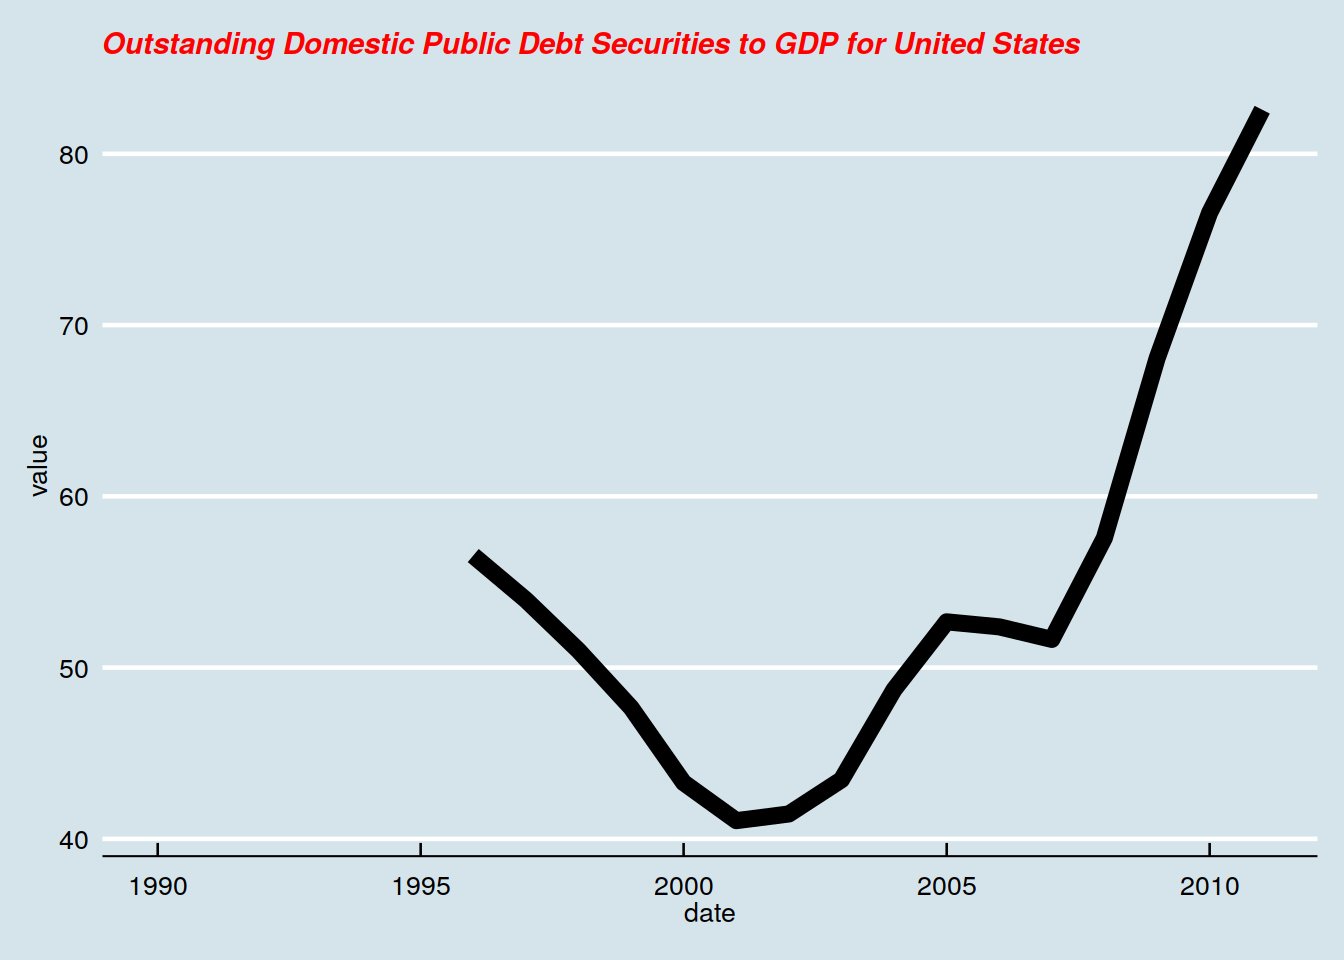 Outstanding Domestic Public Debt Securities to GDP for United States
80
70
60
50
40
value
1990 1995 2000 2005 2010
date